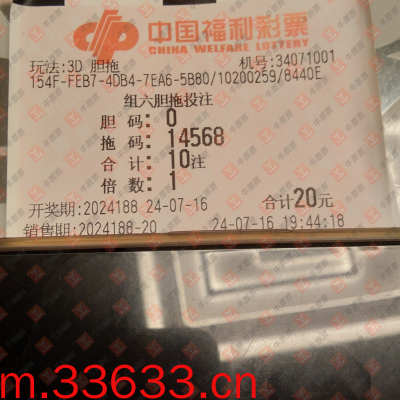 中国福利彩票
CHINA WELFARE LOTTERY
玩法:3D 胆拖 机号:34071001
154F-FEB7-4DB4-7EA6-5B80/10200259/8440E
组六胆拖投注
胆 码: 0
拖 码: 14568
合 计: 10注
倍 数: 1
开奖期:2024188 24-07-16 合计20元
销售期:2024188-20 24-07-16 19:44:18
m.33633.cn